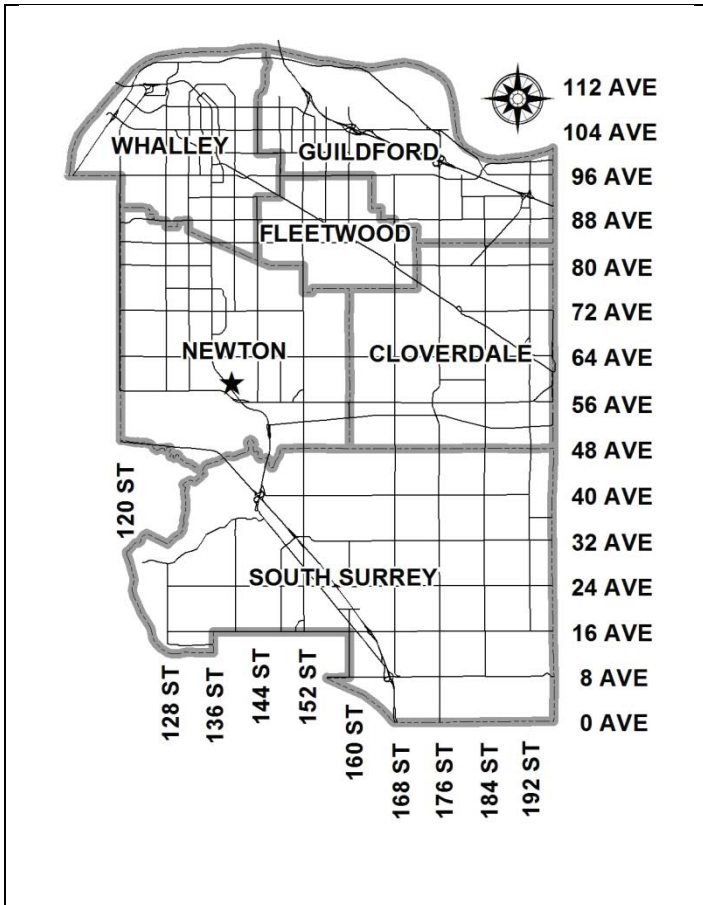 112 AVE
104 AVE
WHALLEY
GUILDFORD
96 AVE
88 AVE
FLEETWOOD
80 AVE
72 AVE
NEWTON
CLOVERDALE
64 AVE
56 AVE
48 AVE
120 ST
40 AVE
32 AVE
SOUTH SURREY
24 AVE
16 AVE
128 ST
136 ST
144 ST
152 ST
160 ST
8 AVE
0 AVE
168 ST
176 ST
184 ST
192 ST